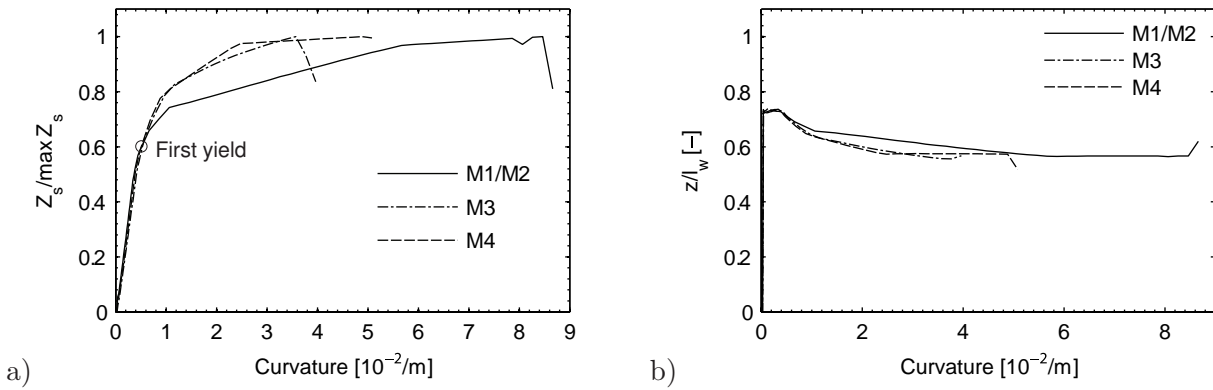 1
0.8
0.6
0.4
0.2
0
Z_s/max Z_s
First yield
M1/M2
M3
M4
0 1 2 3 4 5 6 7 8 9
Curvature [10^−2/m]
a)
1
0.8
0.6
0.4
0.2
0
z/l_w [−]
M1/M2
M3
M4
0 2 4 6 8
Curvature [10^−2/m]
b)